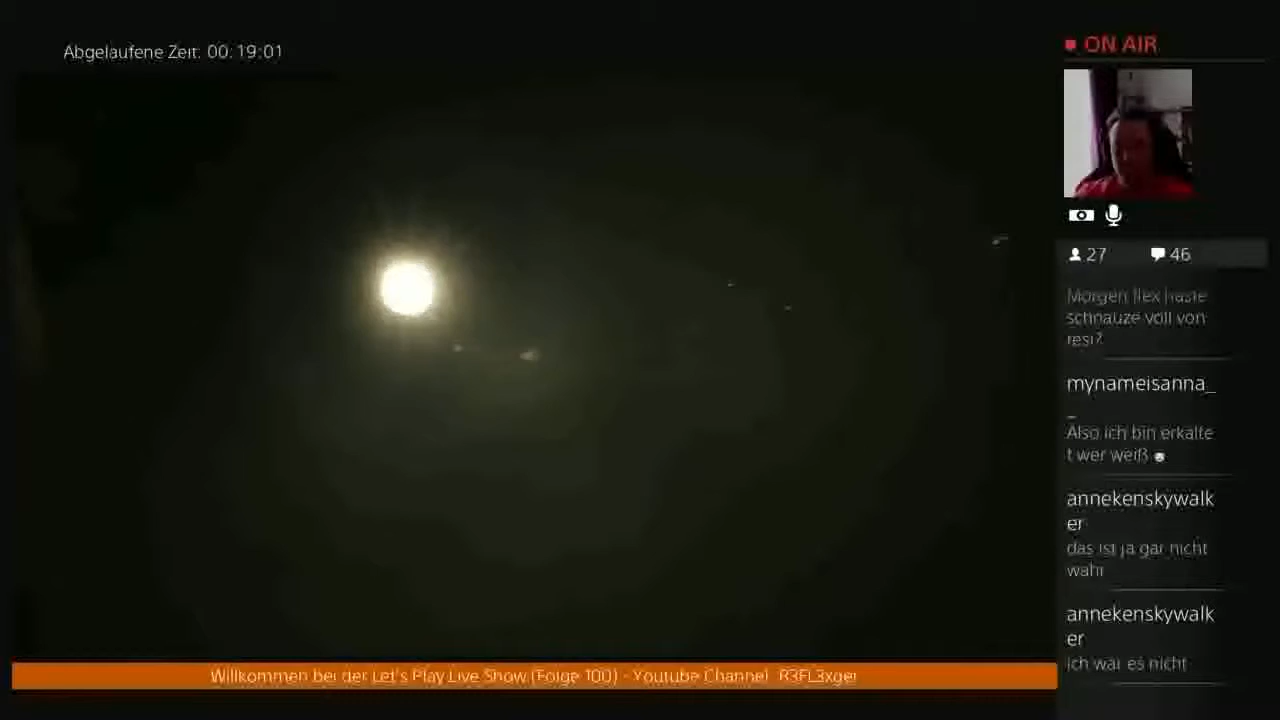 Abgelaufene Zeit: 00:19:01
ON AIR
27
46
Morgen flex haste
schnauze voll von
resi?
mynameisanna_
_
Also ich bin erkälte
t wer weiß
annekenskywalk
er
das ist ja gar nicht
wahr
annekenskywalk
er
ich war es nicht
Willkommen bei der Let's Play Live Show (Folge 100) - Youtube Channel: R3FL3xger